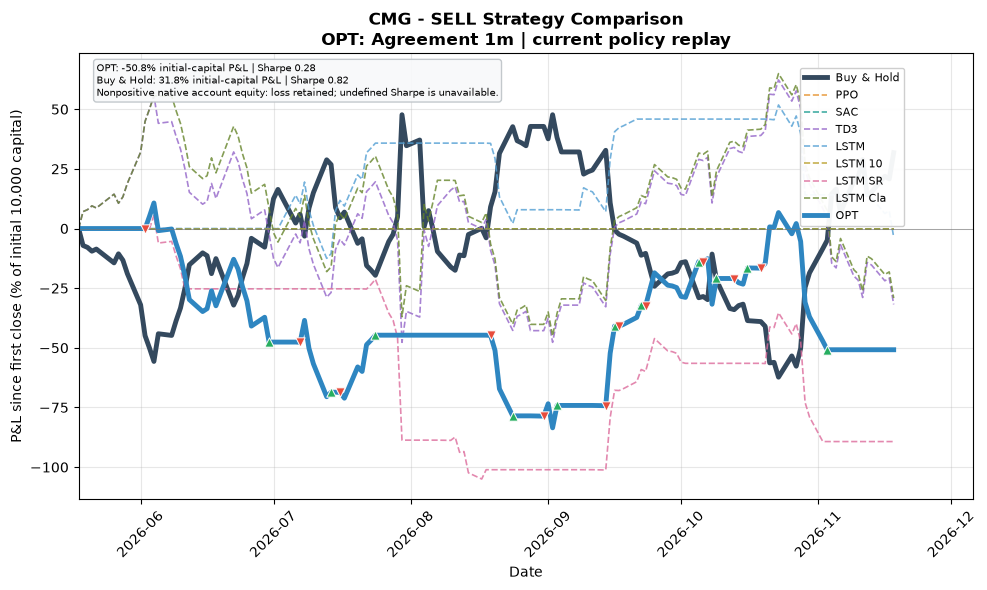 CMG - SELL Strategy Comparison
OPT: Agreement 1m | current policy replay
OPT: -50.8% initial-capital P&L | Sharpe 0.28
Buy & Hold: 31.8% initial-capital P&L | Sharpe 0.82
Nonpositive native account equity: loss retained; undefined Sharpe is unavailable.
Buy & Hold
PPO
SAC
TD3
LSTM
LSTM 10
LSTM SR
LSTM Cla
OPT
P&L since first close (% of initial 10,000 capital)
50
25
0
−25
−50
−75
−100
2026-06
2026-07
2026-08
2026-09
2026-10
2026-11
2026-12
Date